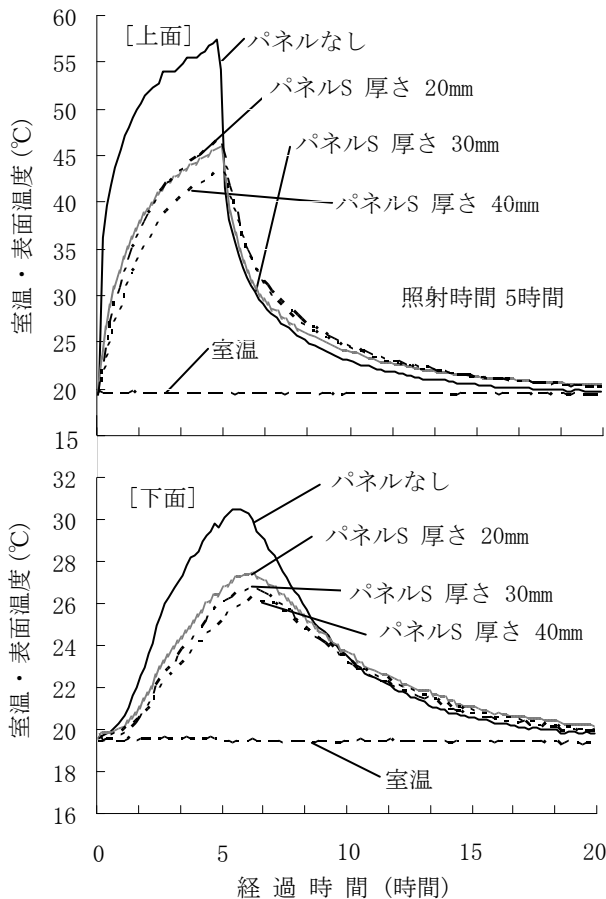 [上面]
パネルなし
パネルS 厚さ 20mm
パネルS 厚さ 30mm
パネルS 厚さ 40mm
照射時間 5時間
室温
室温・表面温度(℃)
60
55
50
45
40
35
30
25
20
15
[下面]
パネルなし
パネルS 厚さ 20mm
パネルS 厚さ 30mm
パネルS 厚さ 40mm
室温
室温・表面温度(℃)
32
30
28
26
24
22
20
18
16
0 5 10 15 20
経過時間 (時間)